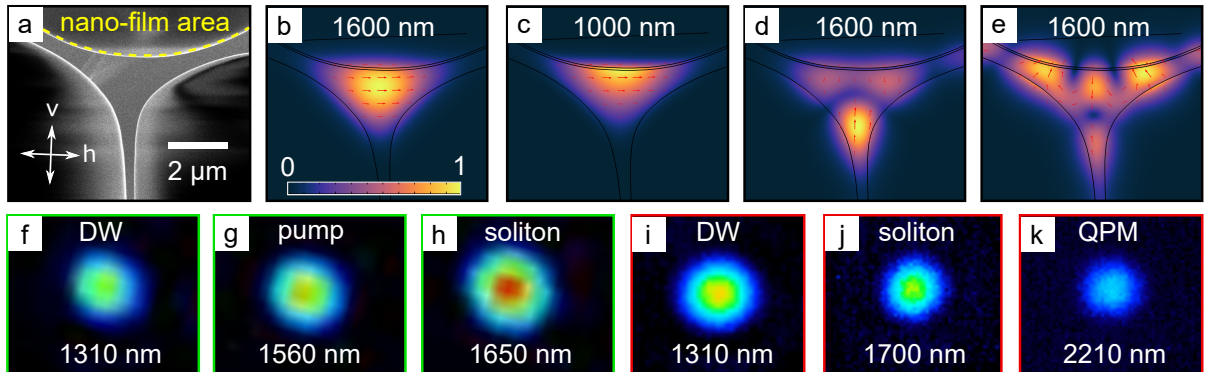 a
nano-film area
v
h
2 μm
b
1600 nm
0
1
c
1000 nm
d
1600 nm
e
1600 nm
f
DW
1310 nm
g
pump
1560 nm
h
soliton
1650 nm
i
DW
1310 nm
j
soliton
1700 nm
k
QPM
2210 nm